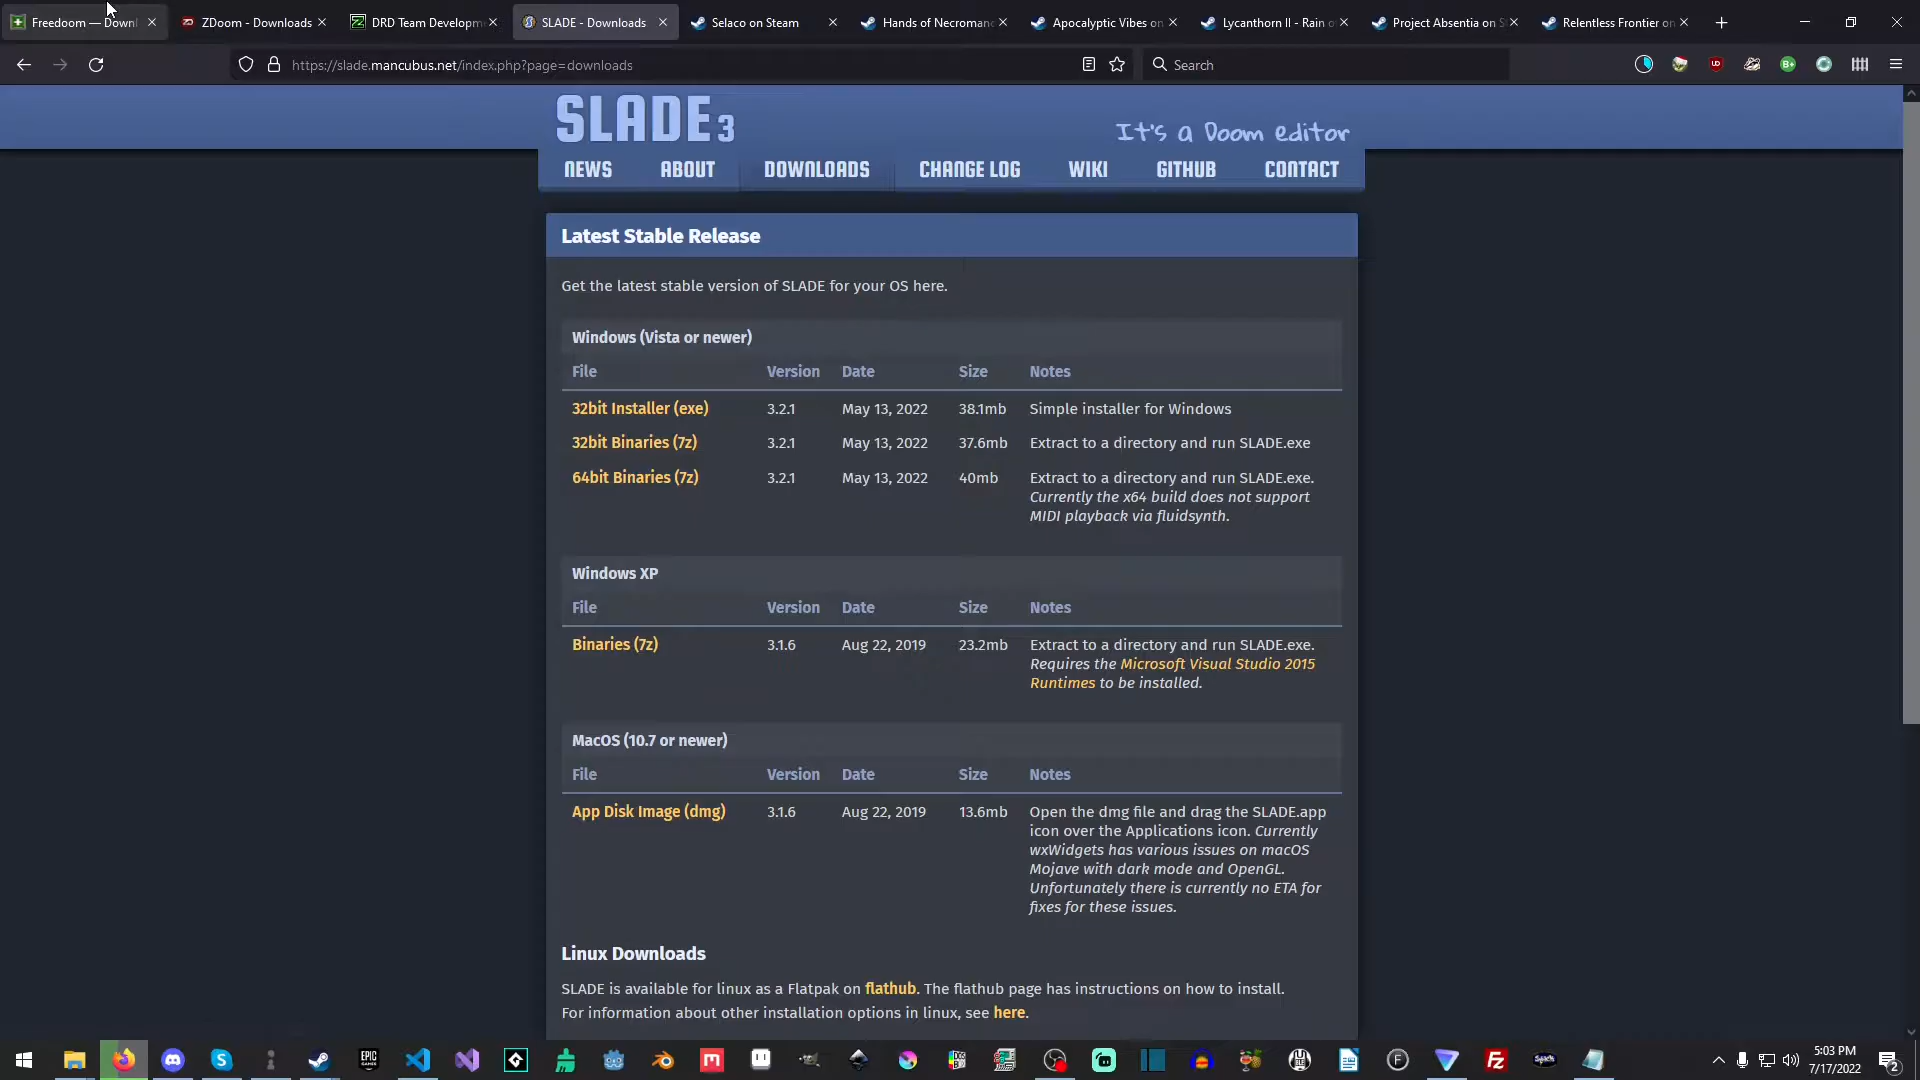 Freedoom — Downl
ZDoom - Downloads
DRD Team Developm
SLADE - Downloads
Selaco on Steam
Hands of Necromanc
Apocalyptic Vibes on
Lycanthorn II - Rain o
Project Absentia on S
Relentless Frontier on
https://slade.mancubus.net/index.php?page=downloads
Search
SLADE 3
It's a Doom editor
NEWS ABOUT DOWNLOADS CHANGE LOG WIKI GITHUB CONTACT
Latest Stable Release
Get the latest stable version of SLADE for your OS here.
Windows (Vista or newer)
File Version Date Size Notes
32bit Installer (exe) 3.2.1 May 13, 2022 38.1mb Simple installer for Windows
32bit Binaries (7z) 3.2.1 May 13, 2022 37.6mb Extract to a directory and run SLADE.exe
64bit Binaries (7z) 3.2.1 May 13, 2022 40mb Extract to a directory and run SLADE.exe.
Currently the x64 build does not support
MIDI playback via fluidsynth.
Windows XP
File Version Date Size Notes
Binaries (7z) 3.1.6 Aug 22, 2019 23.2mb Extract to a directory and run SLADE.exe.
Requires the Microsoft Visual Studio 2015
Runtimes to be installed.
MacOS (10.7 or newer)
File Version Date Size Notes
App Disk Image (dmg) 3.1.6 Aug 22, 2019 13.6mb Open the dmg file and drag the SLADE.app
icon over the Applications icon. Currently
wxWidgets has various issues on macOS
Mojave with dark mode and OpenGL.
Unfortunately there is currently no ETA for
fixes for these issues.
Linux Downloads
SLADE is available for linux as a Flatpak on flathub. The flathub page has instructions on how to install.
For information about other installation options in linux, see here.
5:03 PM
7/17/2022
2